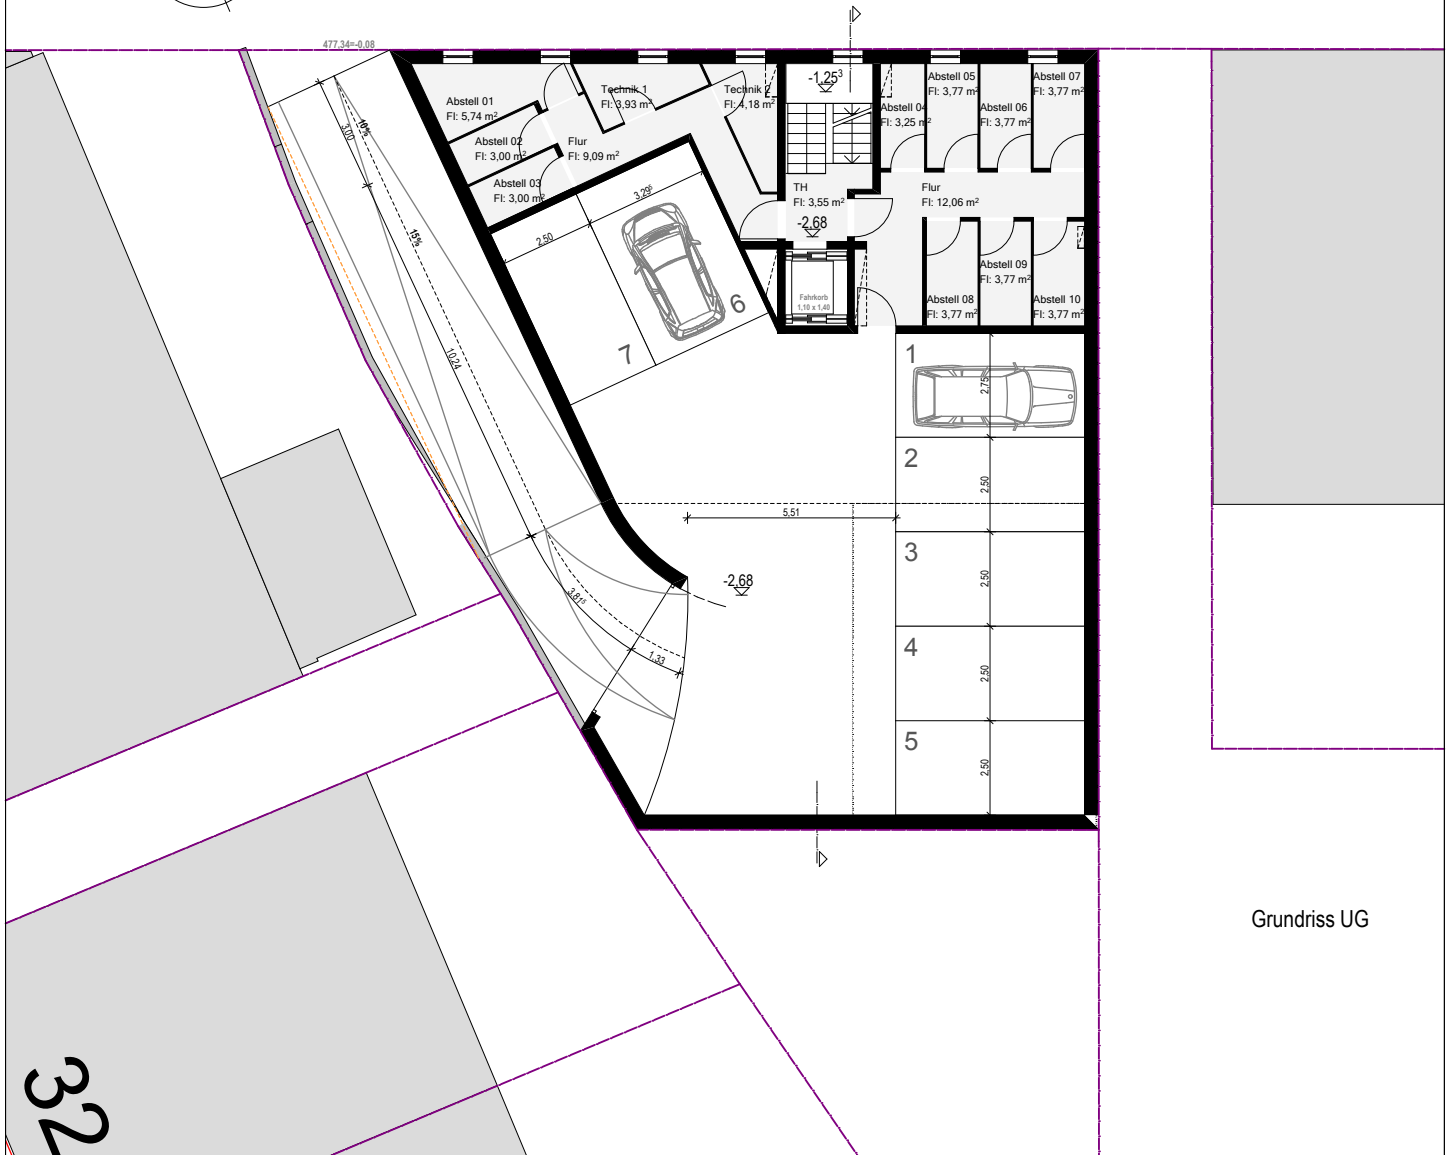 477,34=-0,08
-1,25³
Abstell 01
Fl: 5,74 m²
Technik 1
Fl: 3,93 m²
Technik
Fl: 4,18 m²
Abstell 04
Fl: 3,25 m²
Abstell 05
Fl: 3,77 m²
Abstell 06
Fl: 3,77 m²
Abstell 07
Fl: 3,77 m²
Abstell 02
Fl: 3,00 m²
Flur
Fl: 9,09 m²
Abstell 03
Fl: 3,00 m²
TH
Fl: 3,55 m²
-2,68
Flur
Fl: 12,06 m²
Abstell 08
Fl: 3,77 m²
Abstell 09
Fl: 3,77 m²
Abstell 10
Fl: 3,77 m²
Fahrkorb
1,10 x 1,40
3,00
10%
15%
10,24
2,50
3,29⁵
6
7
1
2,75
2
2,50
3
2,50
4
2,50
5
2,50
5,51
-2,68
3,81⁵
1,33
Grundriss UG
32